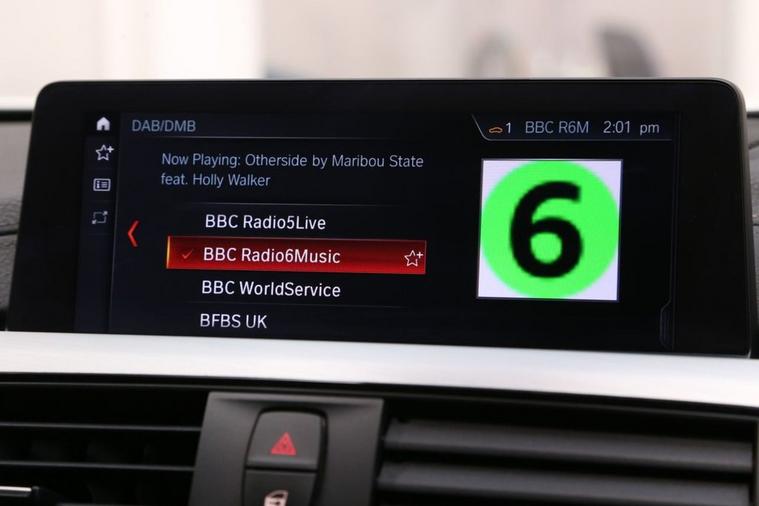 DAB/DMB
1 BBC R6M 2:01 pm
Now Playing: Otherside by Maribou State
feat. Holly Walker
BBC Radio5Live
BBC Radio6Music
BBC WorldService
BFBS UK
6